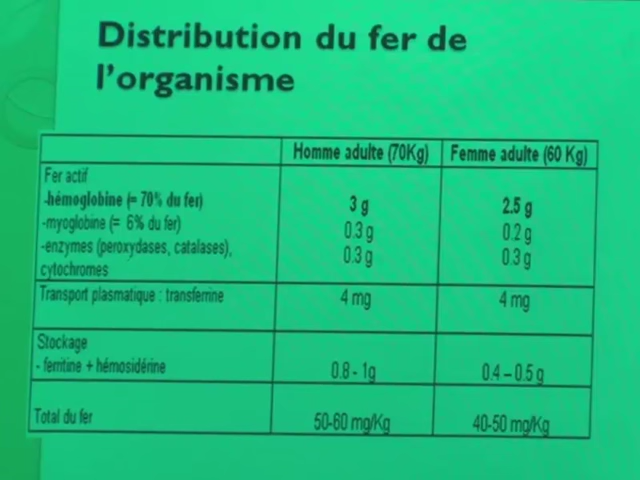 Distribution du fer de
l'organisme
Homme adulte (70Kg) Femme adulte (60 Kg)
Fer actif
-hémoglobine (= 70% du fer) 3 g 2.5 g
-myoglobine (= 6% du fer) 0.3 g 0.2 g
-enzymes (peroxydases, catalases), 0.3 g 0.3 g
cytochromes
Transport plasmatique : transferrine 4 mg 4 mg
Stockage
- ferritine + hémosidérine 0.8 - 1g 0.4 – 0.5 g
Total du fer 50-60 mg/Kg 40-50 mg/Kg